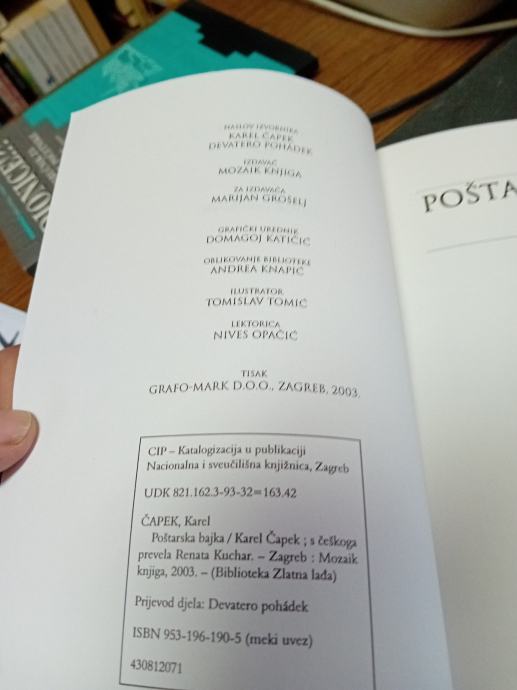 NASLOV IZVORNIKA
KAREL ČAPEK
DEVATERO POHÁDEK
IZDAVAČ
MOZAIK KNJIGA
ZA IZDAVAČA
MARIJAN GROŠELJ
GRAFIČKI UREDNIK
DOMAGOJ KATIČIĆ
OBLIKOVANJE BIBLIOTEKE
ANDREA KNAPIĆ
ILUSTRATOR
TOMISLAV TOMIĆ
LEKTORICA
NIVES OPAČIĆ
TISAK
GRAFO-MARK D.O.O., ZAGREB, 2003.
CIP – Katalogizacija u publikaciji
Nacionalna i sveučilišna knjižnica, Zagreb
UDK 821.162.3-93-32=163.42
ČAPEK, Karel
Poštarska bajka / Karel Čapek ; s češkoga
prevela Renata Kuchar. – Zagreb : Mozaik
knjiga, 2003. – (Biblioteka Zlatna lađa)
Prijevod djela: Devatero pohádek
ISBN 953-196-190-5 (meki uvez)
430812071
POŠTA